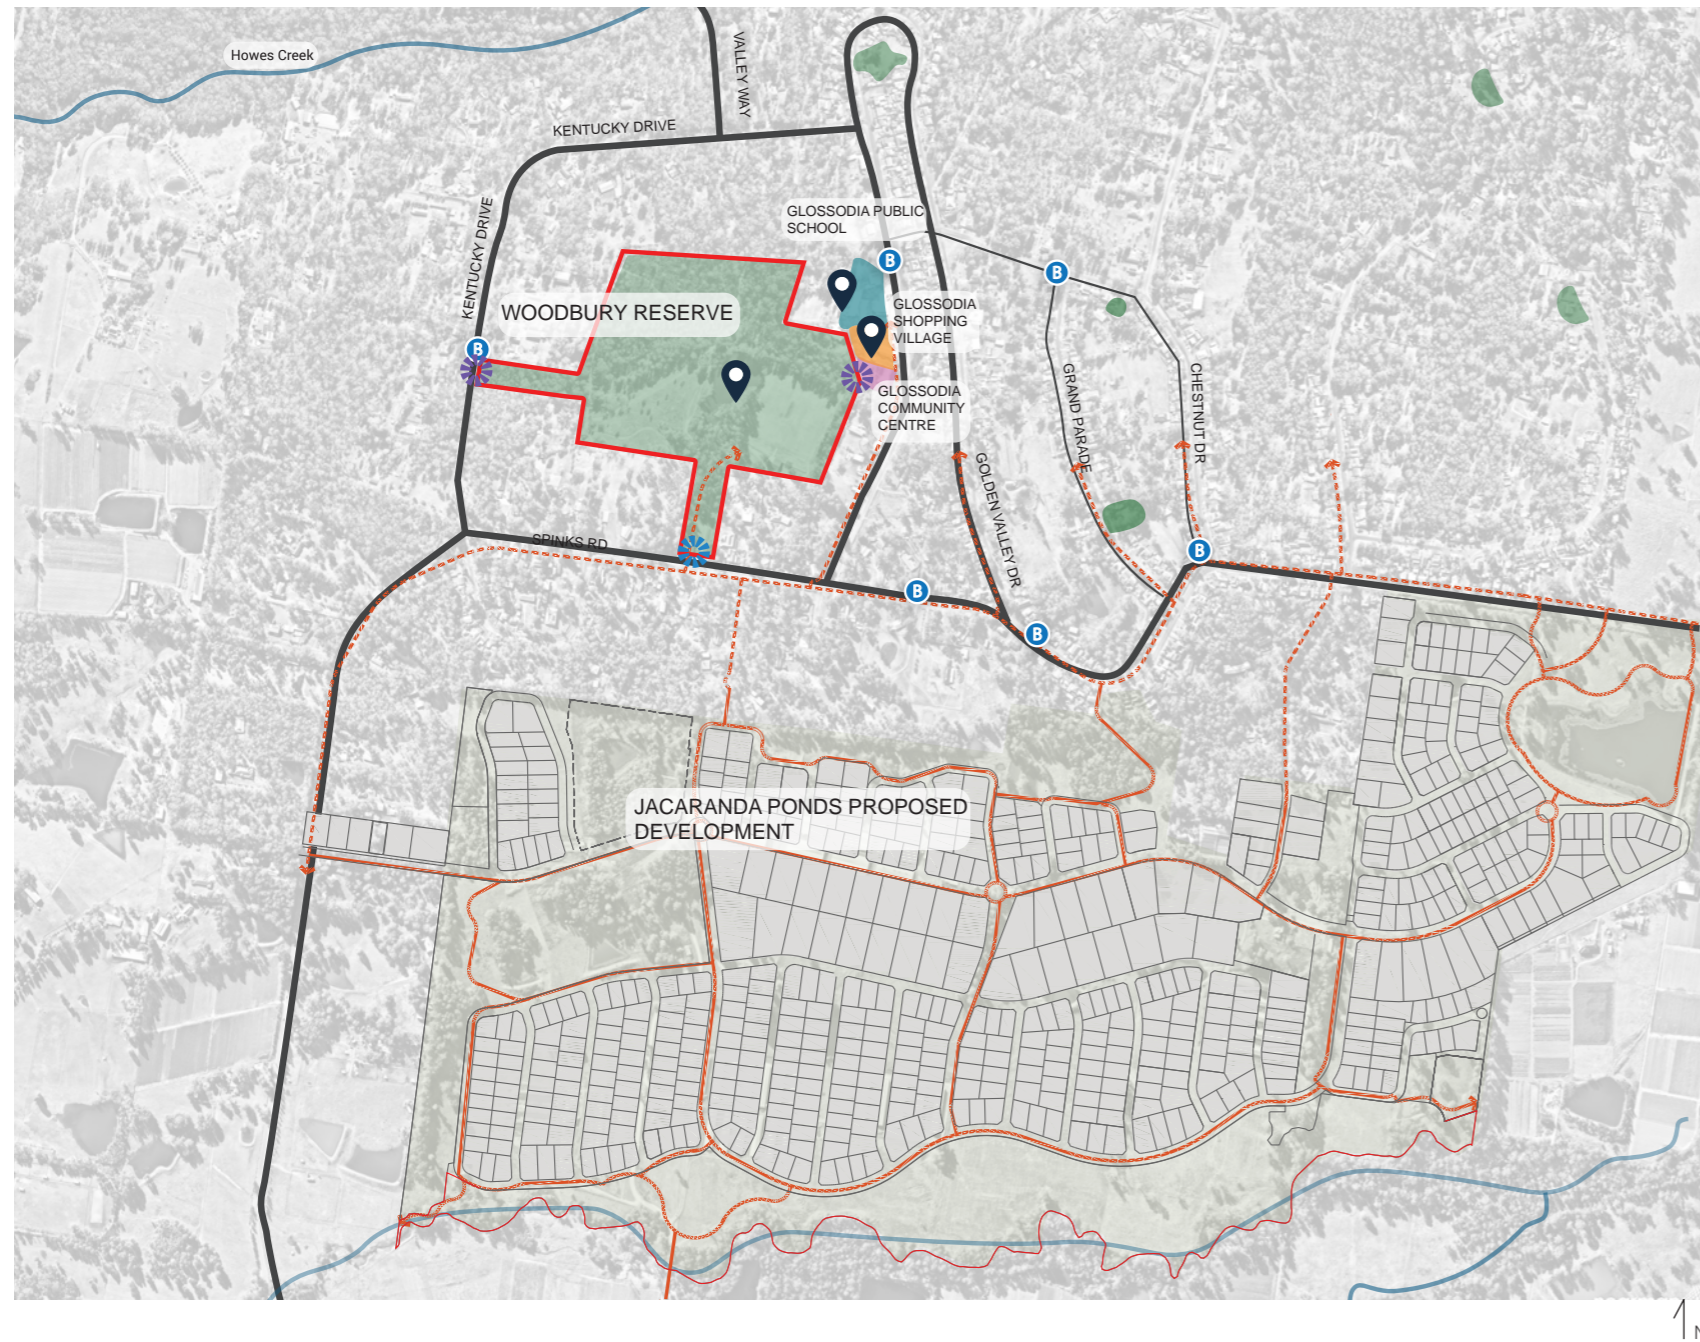 Howes Creek
VALLEY WAY
KENTUCKY DRIVE
KENTUCKY DRIVE
GLOSSODIA PUBLIC
SCHOOL
B
B
GLOSSODIA
SHOPPING
VILLAGE
WOODBURY RESERVE
B
GLOSSODIA
COMMUNITY
CENTRE
GRAND PARADE
CHESTNUT DR
GOLDEN VALLEY DR
SPINKS RD
B
B
B
JACARANDA PONDS PROPOSED
DEVELOPMENT
N